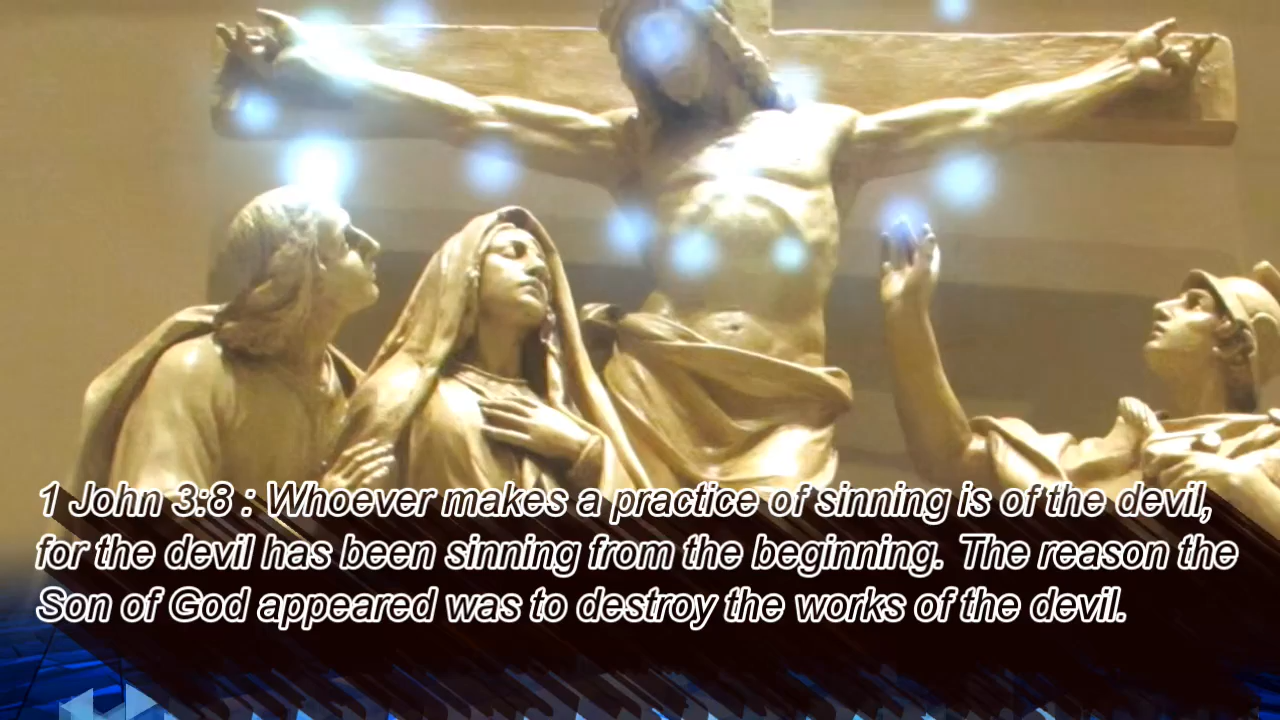 1 John 3:8 : Whoever makes a practice of sinning is of the devil,
for the devil has been sinning from the beginning. The reason the
Son of God appeared was to destroy the works of the devil.